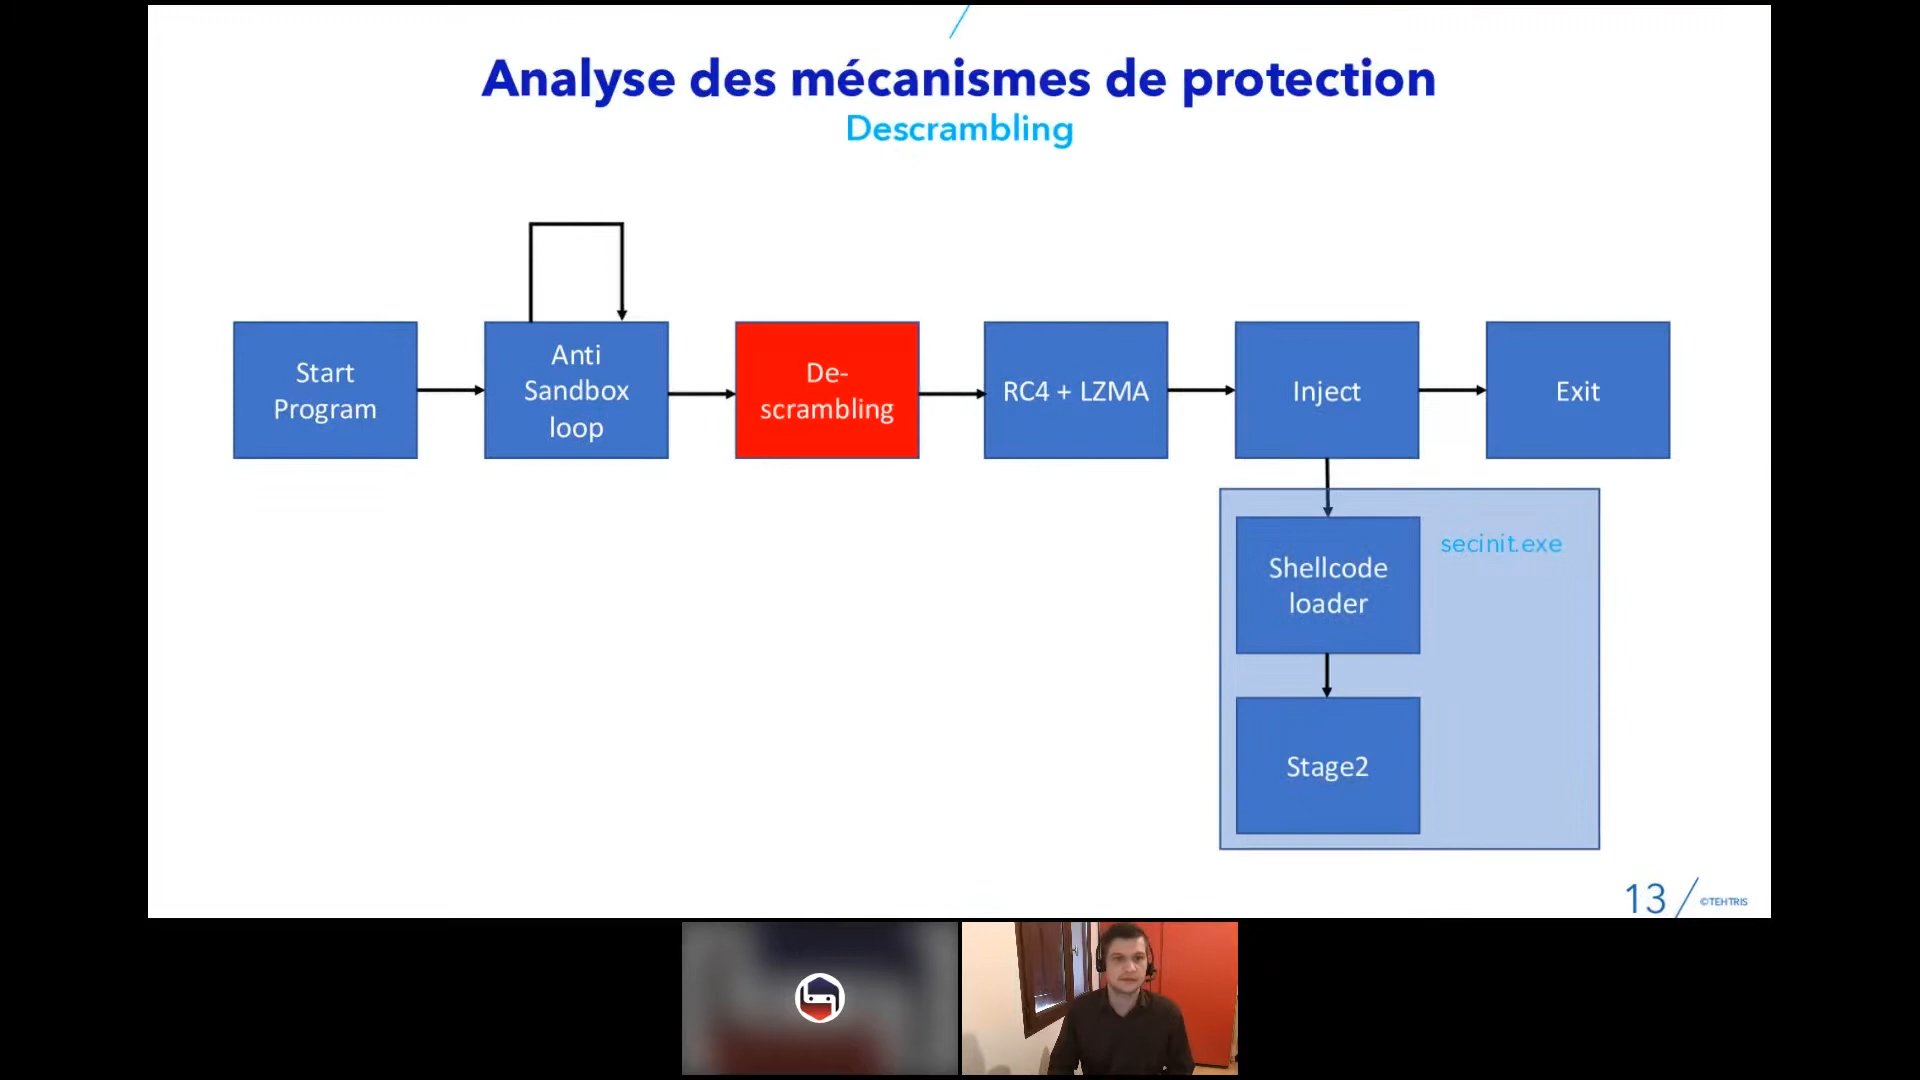 Analyse des mécanismes de protection
Descrambling
Start
Program
Anti
Sandbox
loop
De-
scrambling
RC4 + LZMA
Inject
Exit
secinit.exe
Shellcode
loader
Stage2
13
©TEHTRIS